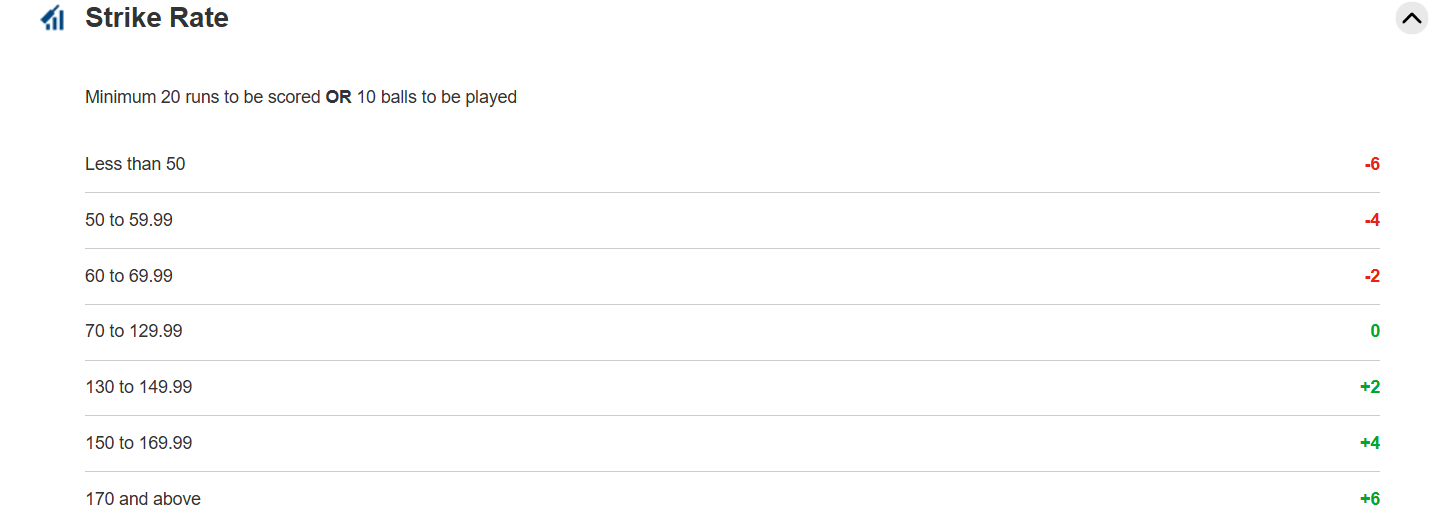 Strike Rate
Minimum 20 runs to be scored OR 10 balls to be played
Less than 50 -6
50 to 59.99 -4
60 to 69.99 -2
70 to 129.99 0
130 to 149.99 +2
150 to 169.99 +4
170 and above +6